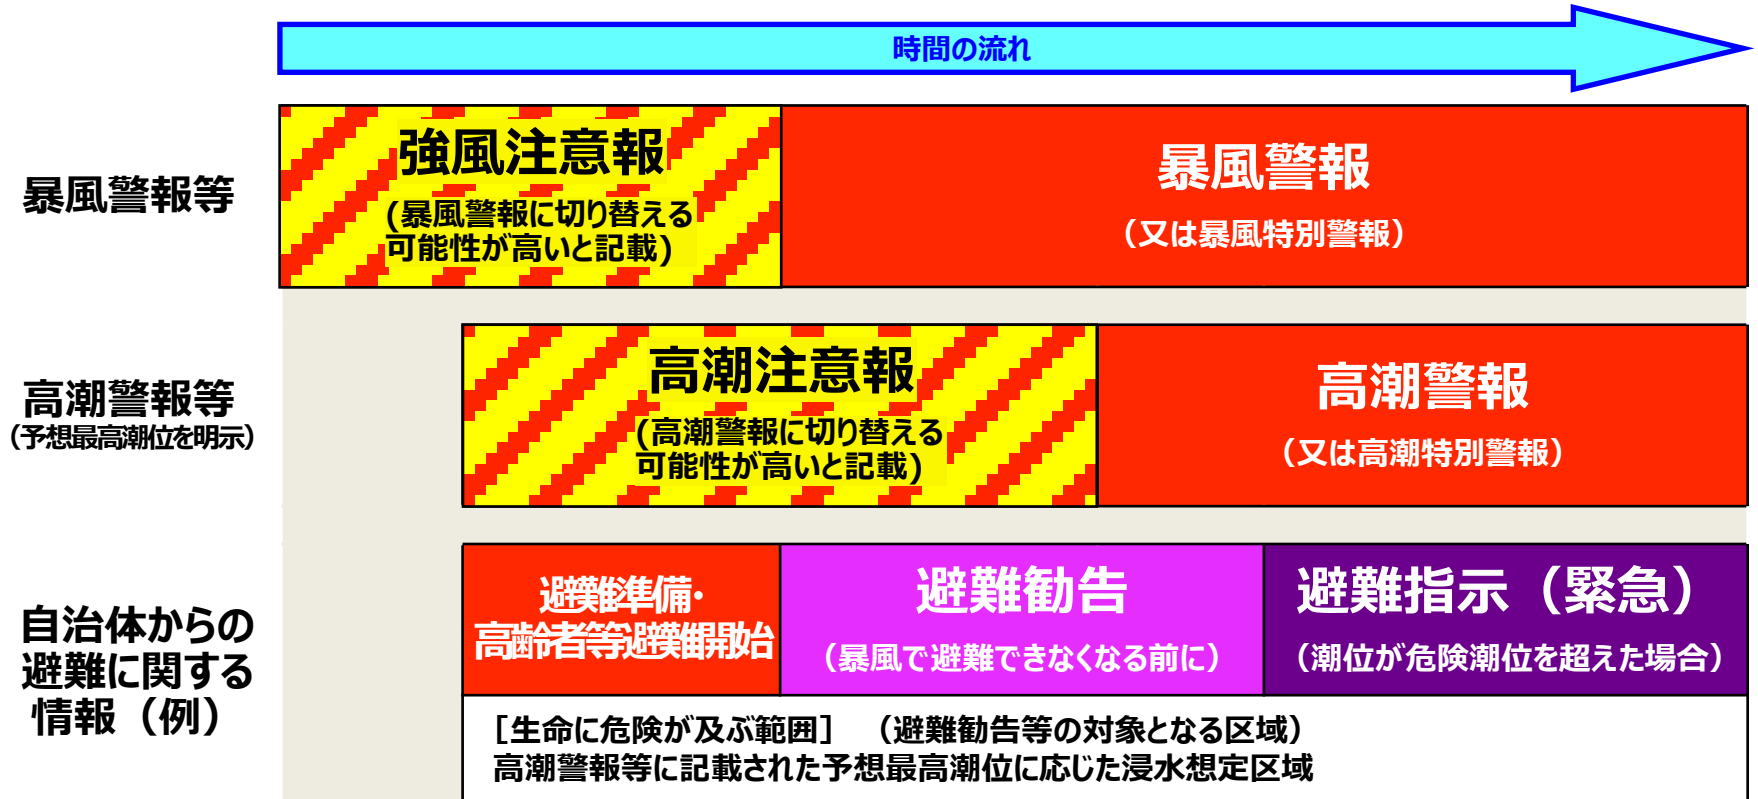 時間の流れ
暴風警報等
強風注意報
(暴風警報に切り替える
可能性が高いと記載)
暴風警報
（又は暴風特別警報）
高潮警報等
（予想最高潮位を明示）
高潮注意報
(高潮警報に切り替える
可能性が高いと記載)
高潮警報
（又は高潮特別警報）
自治体からの
避難に関する
情報（例）
避難準備・
高齢者等避難開始
避難勧告
（暴風で避難できなくなる前に）
避難指示（緊急）
（潮位が危険潮位を超えた場合）
［生命に危険が及ぶ範囲］　（避難勧告等の対象となる区域）
高潮警報等に記載された予想最高潮位に応じた浸水想定区域